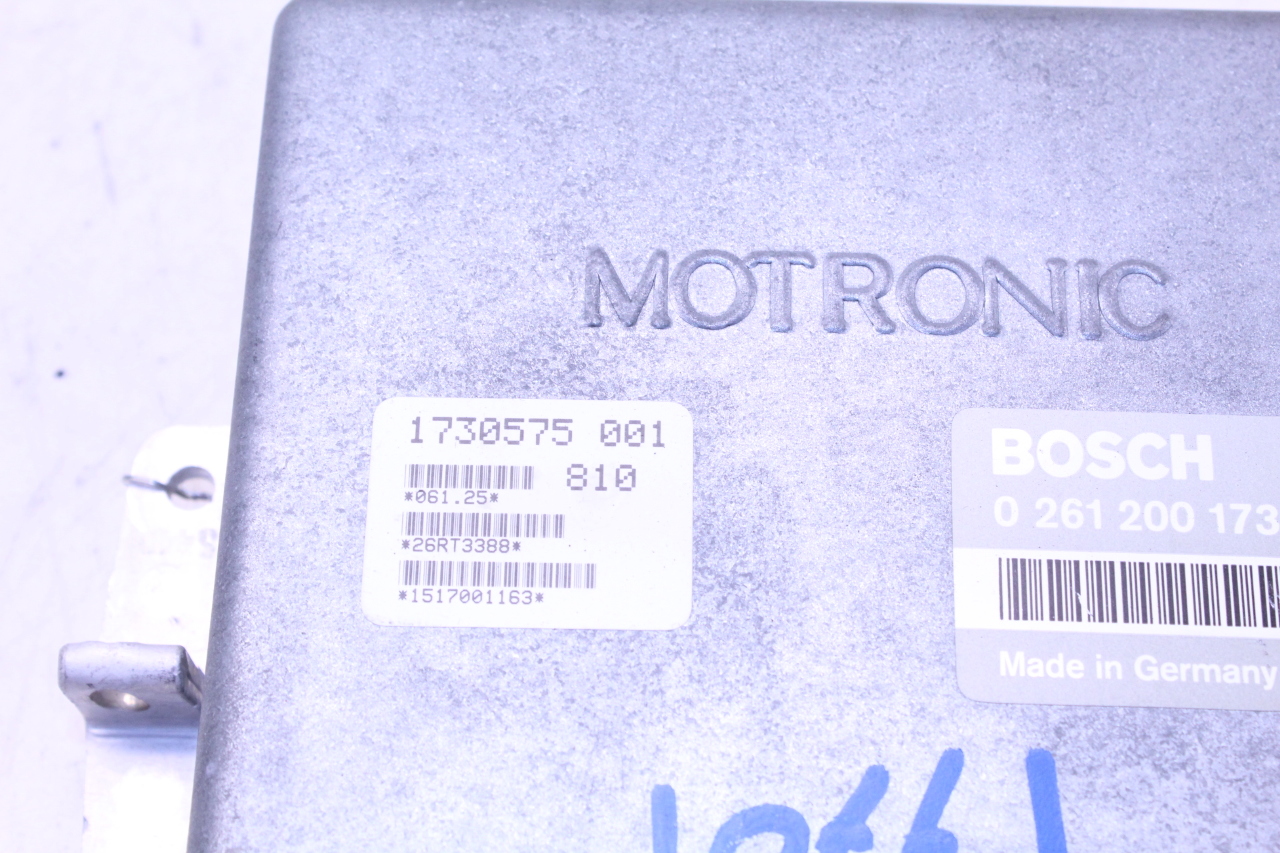 MOTRONIC
1730575 001
810
*061.25*
*26RT3388*
*1517001163*
BOSCH
0 261 200 173
Made in Germany